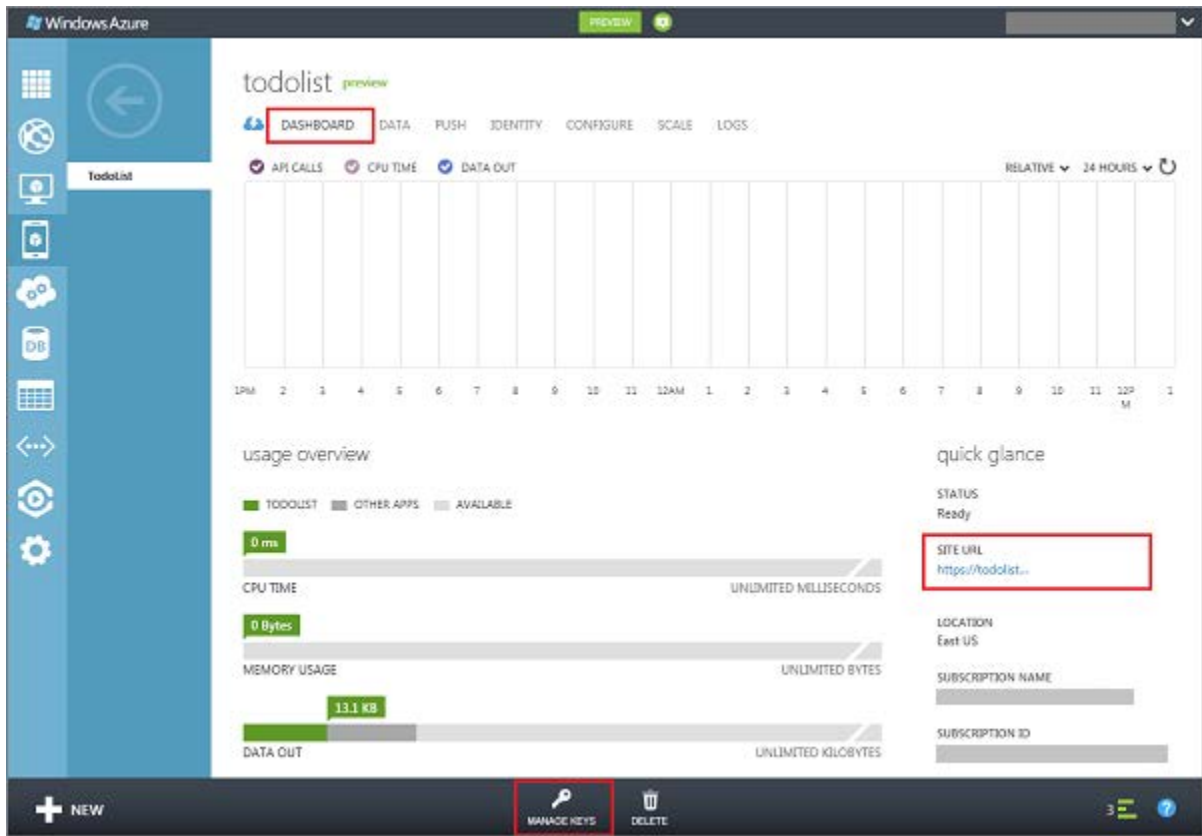 Windows Azure
PREVIEW
todolist preview
DASHBOARD DATA PUSH IDENTITY CONFIGURE SCALE LOGS
TodoList
API CALLS CPU TIME DATA OUT RELATIVE 24 HOURS
1PM 2 3 4 5 6 7 8 9 10 11 12AM 1 2 3 4 5 6 7 8 9 10 11 12P 1
M
DB
usage overview
quick glance
TODOLIST OTHER APPS AVAILABLE
STATUS
Ready
0 ms
CPU TIME UNLIMITED MILLISECONDS
SITE URL
https://todolist...
0 Bytes
MEMORY USAGE UNLIMITED BYTES
LOCATION
East US
SUBSCRIPTION NAME
13.1 KB
DATA OUT UNLIMITED KILOBYTES
SUBSCRIPTION ID
NEW
MANAGE KEYS
DELETE
3
?